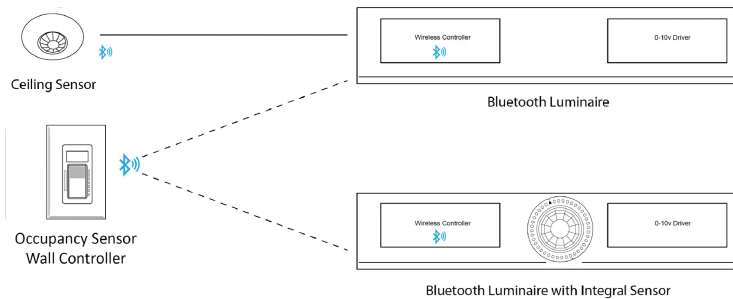 Wireless Controller
0-10v Driver
Ceiling Sensor
Bluetooth Luminaire
Wireless Controller
0-10v Driver
Occupancy Sensor
Wall Controller
Bluetooth Luminaire with Integral Sensor